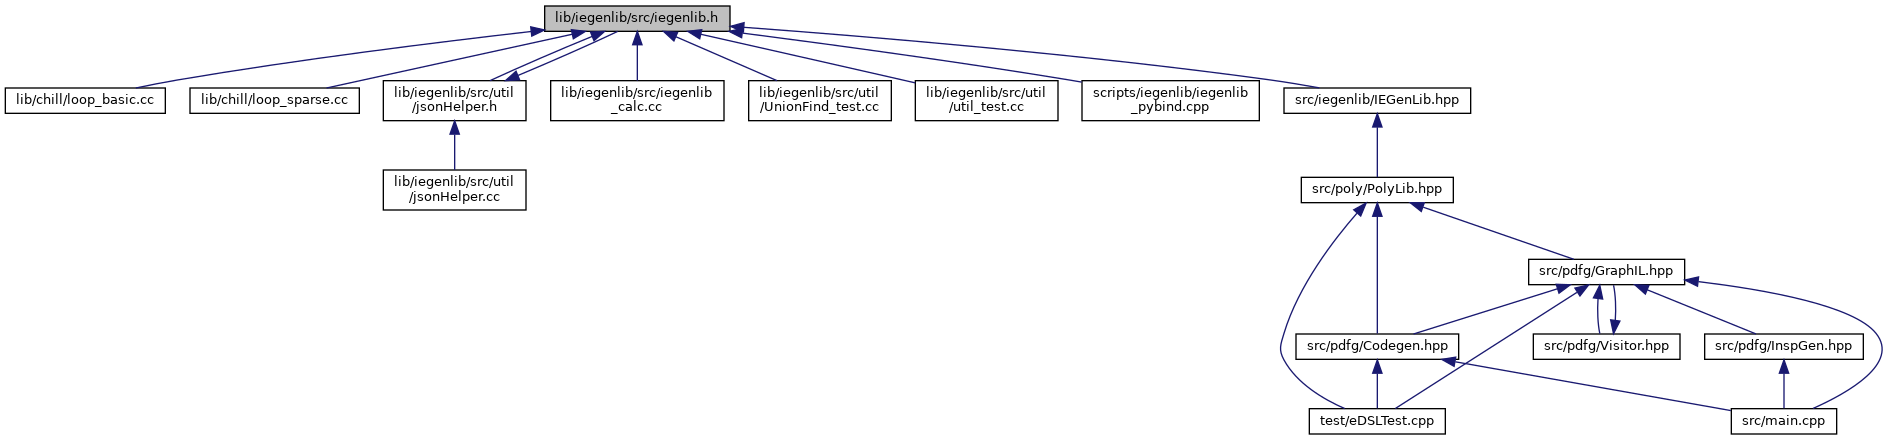 lib/iegenlib/src/iegenlib.h
lib/chill/loop_basic.cc
lib/chill/loop_sparse.cc
lib/iegenlib/src/util
/jsonHelper.h
lib/iegenlib/src/iegenlib
_calc.cc
lib/iegenlib/src/util
/UnionFind_test.cc
lib/iegenlib/src/util
/util_test.cc
scripts/iegenlib/iegenlib
_pybind.cpp
src/iegenlib/IEGenLib.hpp
lib/iegenlib/src/util
/jsonHelper.cc
src/poly/PolyLib.hpp
src/pdfg/GraphIL.hpp
src/pdfg/Codegen.hpp
src/pdfg/Visitor.hpp
src/pdfg/InspGen.hpp
test/eDSLTest.cpp
src/main.cpp